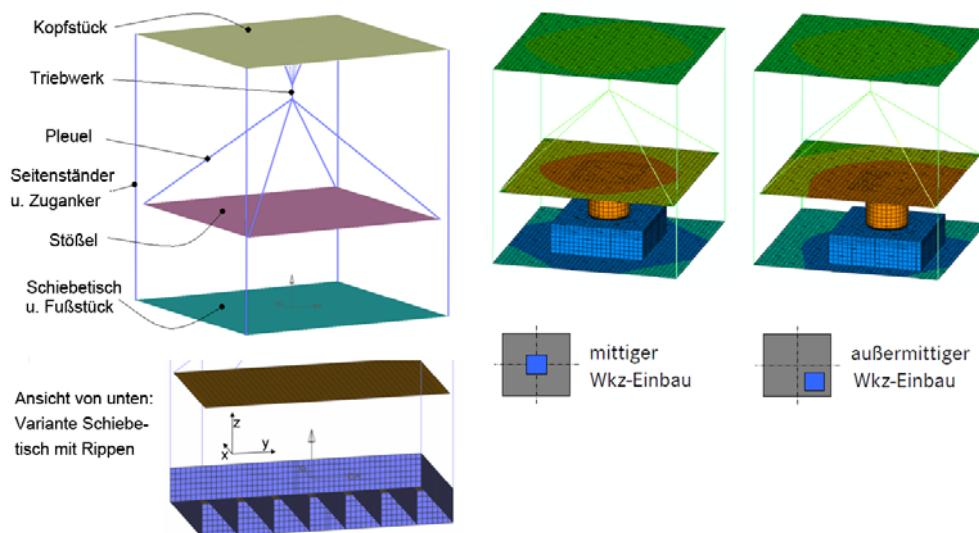 Kopfstück
Triebwerk
Pleuel
Seitenständer
u. Zuganker
Stößel
Schiebetisch
u. Fußstück
Ansicht von unten:
Variante Schiebe-
tisch mit Rippen
z
y
x
mittiger
Wkz-Einbau
außermittiger
Wkz-Einbau